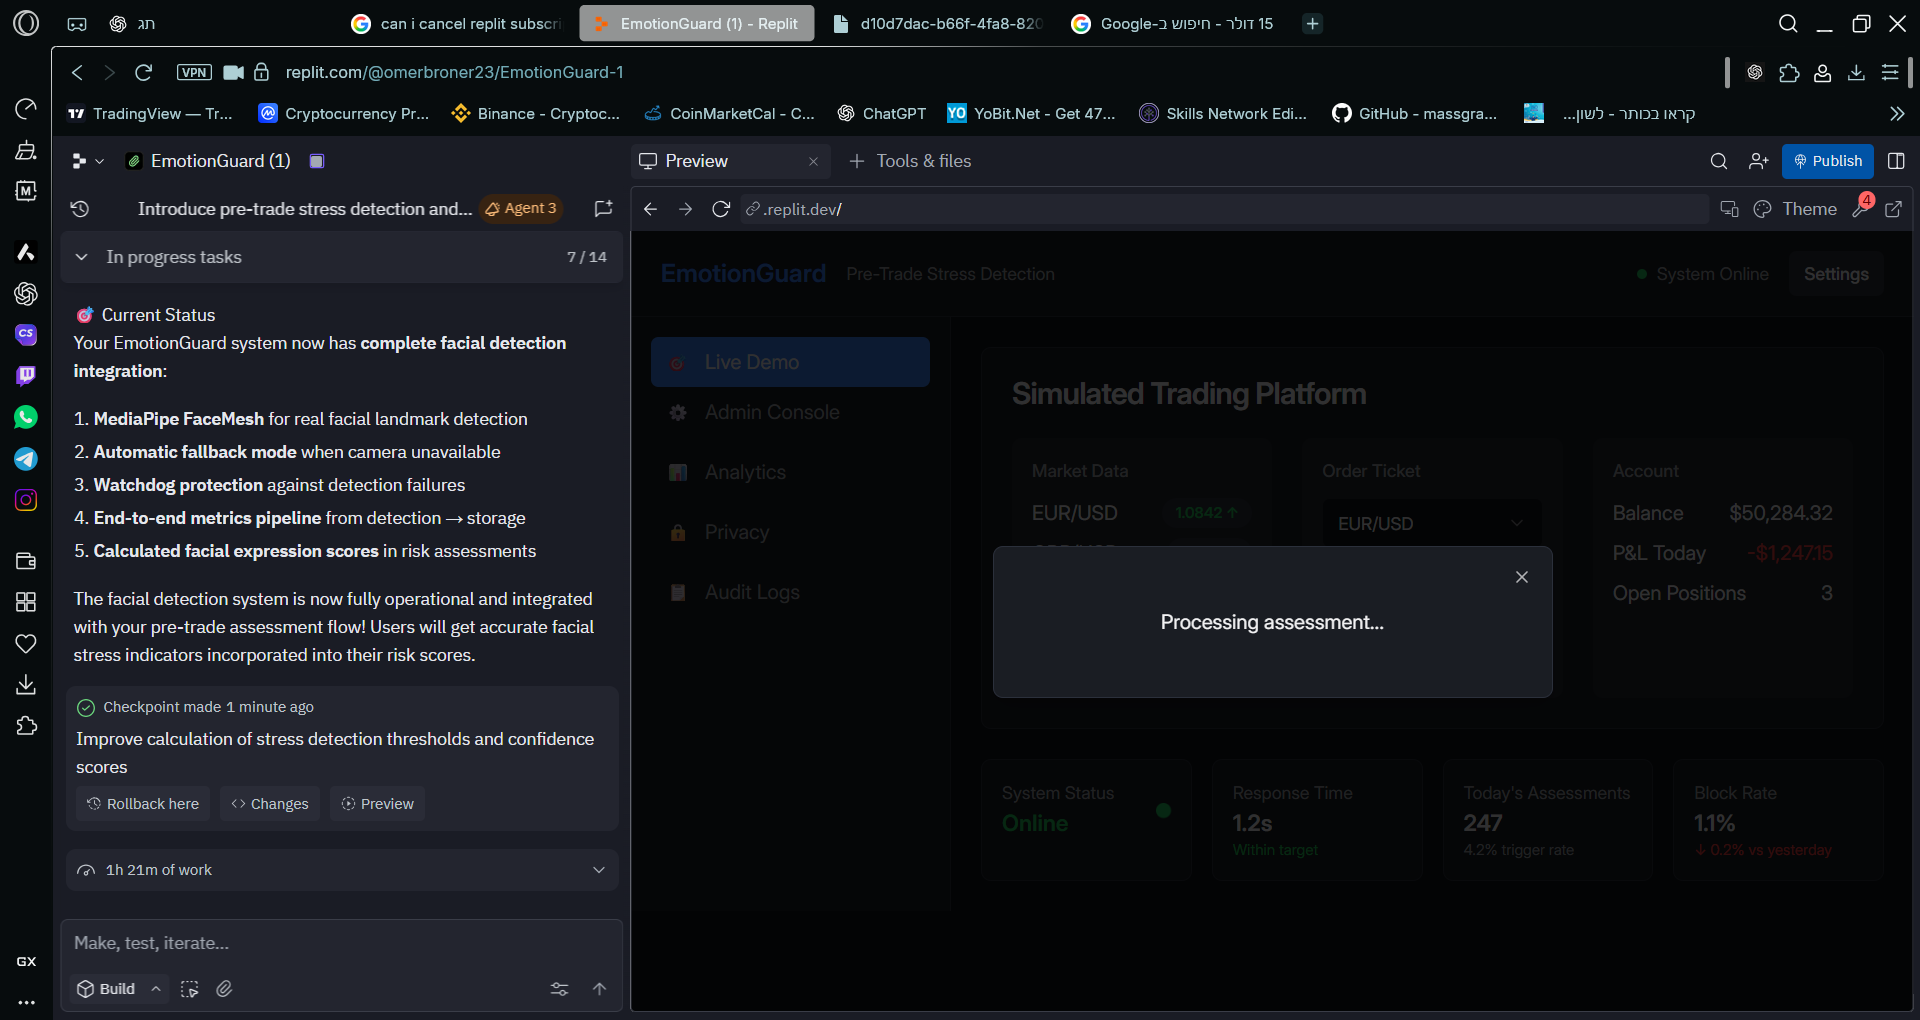 תג
can i cancel replit subscri
EmotionGuard (1) - Replit
d10d7dac-b66f-4fa8-820
15 דולר - חיפוש ב-Google
VPN
replit.com/@omerbroner23/EmotionGuard-1
TradingView — Tr...
Cryptocurrency Pr...
Binance - Cryptoc...
CoinMarketCal - C...
ChatGPT
YO YoBit.Net - Get 47...
Skills Network Edi...
GitHub - massgra...
קראו בכותר - לשון...
EmotionGuard (1)
Preview
Tools & files
Publish
Introduce pre-trade stress detection and...
Agent 3
.replit.dev/
Theme
4
In progress tasks
7 / 14
🎯 Current Status
Your EmotionGuard system now has complete facial detection
integration:
1. MediaPipe FaceMesh for real facial landmark detection
2. Automatic fallback mode when camera unavailable
3. Watchdog protection against detection failures
4. End-to-end metrics pipeline from detection → storage
5. Calculated facial expression scores in risk assessments
The facial detection system is now fully operational and integrated
with your pre-trade assessment flow! Users will get accurate facial
stress indicators incorporated into their risk scores.
Checkpoint made 1 minute ago
Improve calculation of stress detection thresholds and confidence
scores
Rollback here
Changes
Preview
1h 21m of work
Make, test, iterate...
Build
CS
M
GX
EmotionGuard
Pre-Trade Stress Detection
System Online
Settings
Live Demo
Admin Console
Analytics
Privacy
Audit Logs
Simulated Trading Platform
Market Data
EUR/USD
1.0842 ↑
Order Ticket
EUR/USD
Account
Balance $50,284.32
P&L Today -$1,247.15
Open Positions 3
Processing assessment...
System Status
Online
Response Time
1.2s
Within target
Today's Assessments
247
4.2% trigger rate
Block Rate
1.1%
↓ 0.2% vs yesterday